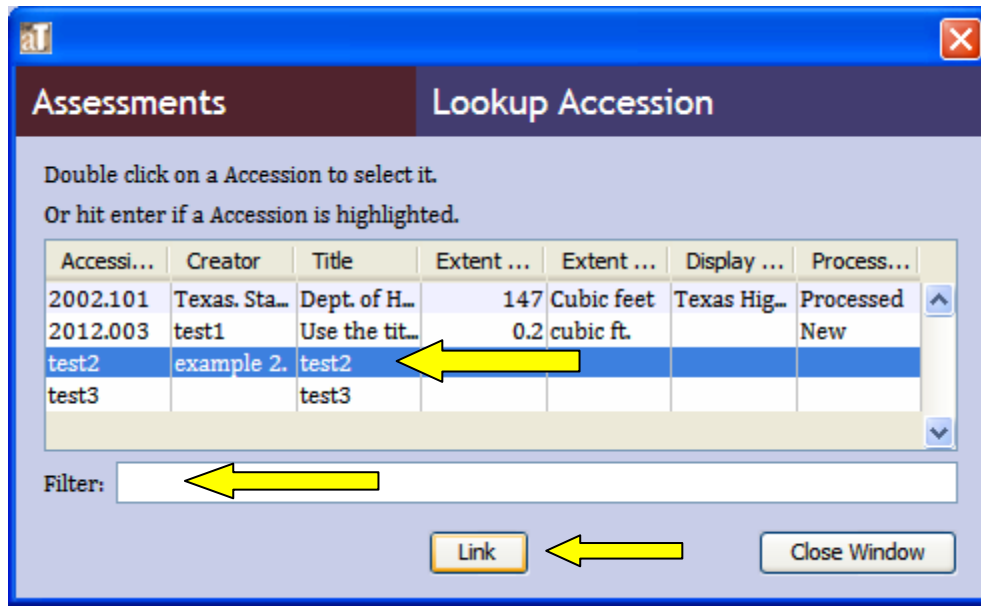 aT
Assessments Lookup Accession
Double click on a Accession to select it.
Or hit enter if a Accession is highlighted.
Accessi... Creator Title Extent ... Extent ... Display ... Process...
2002.101 Texas. Sta... Dept. of H... 147 Cubic feet Texas Hig... Processed
2012.003 test1 Use the tit... 0.2 cubic ft. New
test2 example 2. test2
test3 test3
Filter:
Link Close Window